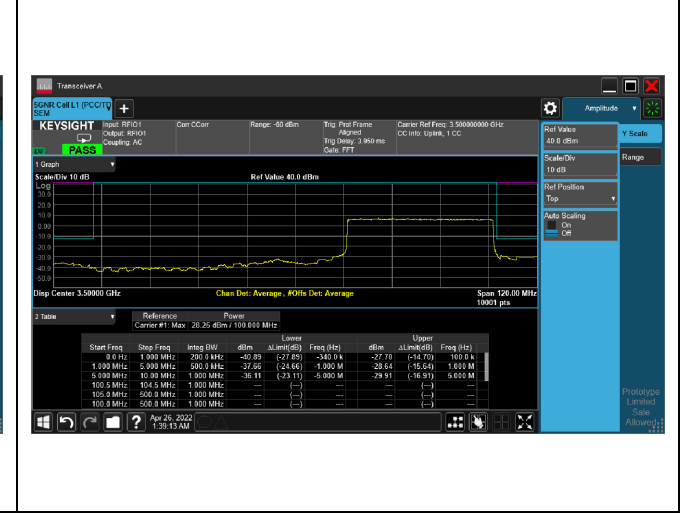 Transceiver A
5GNR Cell L1 (PCC/TD
SEM
Amplitude
KEYSIGHT
Input: RFIO1
Output: RFIO1
Coupling: AC
Corr CCorr
Range: -60 dBm
Trig: Prot Frame
Aligned
Trig Delay: 3.950 ms
Gate: FFT
Carrier Ref Freq: 3.500000000 GHz
CC Info: Uplink, 1 CC
PASS
Ref Value
40.0 dBm
Y Scale
Scale/Div
10 dB
Range
Ref Position
Top
Auto Scaling
On
Off
1 Graph
Scale/Div 10 dB
Ref Value 40.0 dBm
Log
30.0
20.0
10.0
0.00
-10.0
-20.0
-30.0
-40.0
-50.0
Disp Center 3.50000 GHz
Chan Det: Average, #Offs Det: Average
Span 120.00 MHz
10001 pts
2 Table
Reference Power
Carrier #1: Max 28.25 dBm / 100.000 MHz
Lower Upper
Start Freq Stop Freq Integ BW dBm ΔLimit(dB) Freq (Hz) dBm ΔLimit(dB) Freq (Hz)
0.0 Hz 1.000 MHz 200.0 kHz -40.89 (-27.89) -340.0 k -27.70 (-14.70) 100.0 k
1.000 MHz 5.000 MHz 500.0 kHz -37.66 (-24.66) -1.000 M -28.64 (-15.64) 1.000 M
5.000 MHz 10.00 MHz 1.000 MHz -36.11 (-23.11) -5.000 M -29.91 (-16.91) 5.000 M
100.5 MHz 104.5 MHz 1.000 MHz --- (---) --- --- (---) ---
105.0 MHz 500.0 MHz 1.000 MHz --- (---) --- --- (---) ---
100.0 MHz 500.0 MHz 1.000 MHz --- (---) --- --- (---) ---
Prototype
Limited
Sale
Allowed
Apr 26, 2022
1:39:13 AM